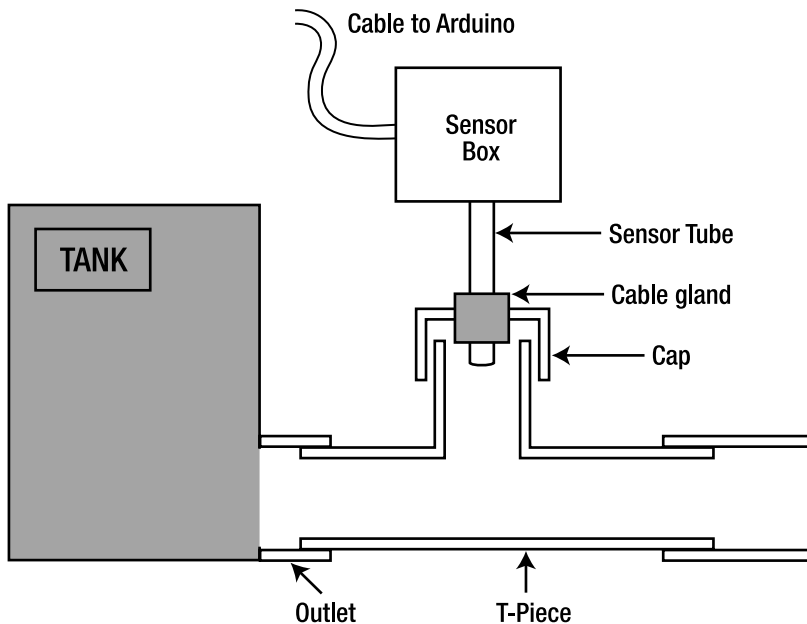 Cable to Arduino
Sensor
Box
Sensor Tube
TANK
Cable gland
Cap
Outlet
T-Piece